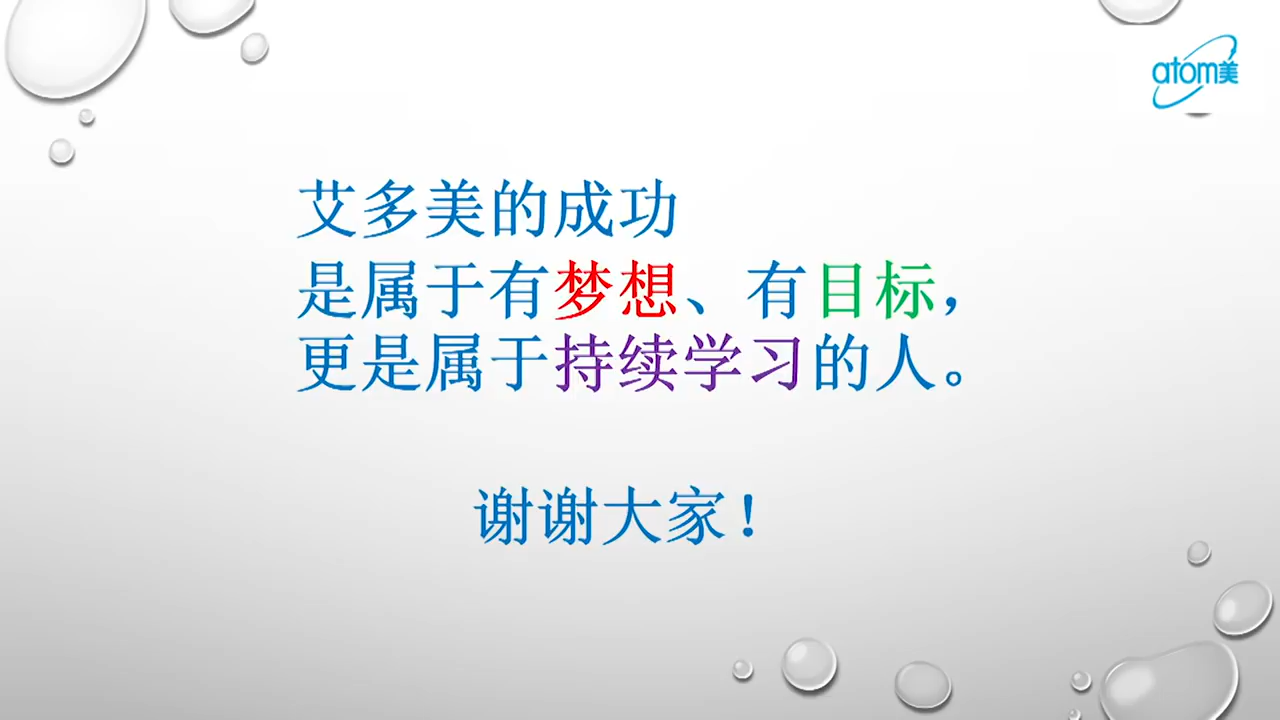 atom美
艾多美的成功
是属于有梦想、有目标，
更是属于持续学习的人。
谢谢大家！